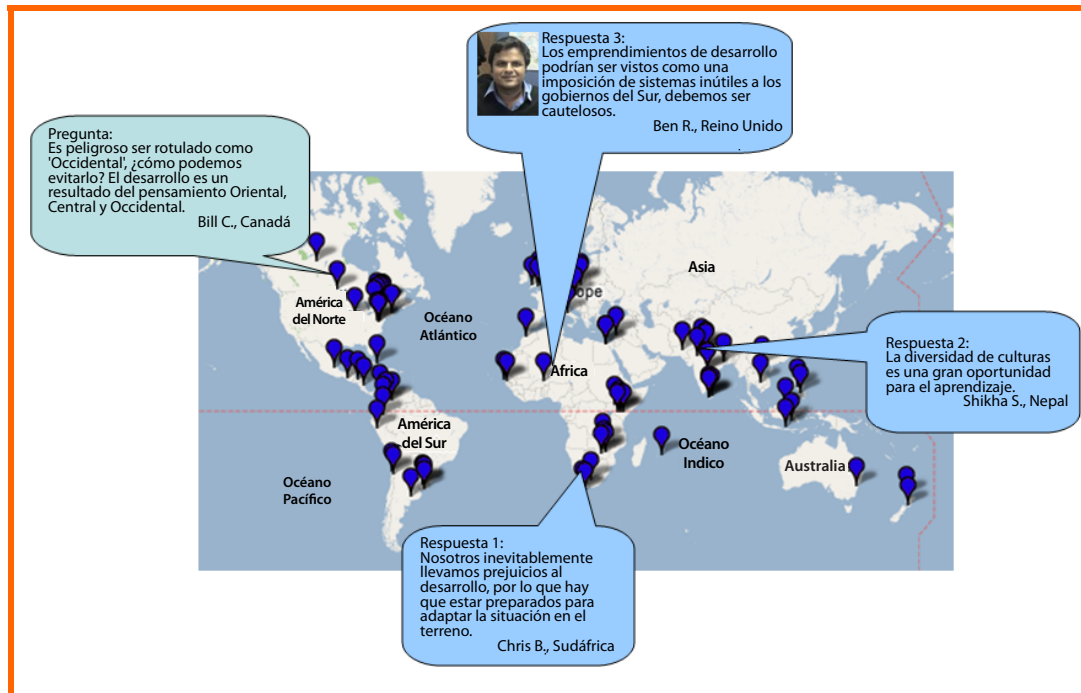 Respuesta 3:
Los emprendimientos de desarrollo
podrían ser vistos como una
imposición de sistemas inútiles a los
gobiernos del Sur, debemos ser
cautelosos.
Ben R., Reino Unido
.
Pregunta:
Es peligroso ser rotulado como
'Occidental', ¿cómo podemos
evitarlo? El desarrollo es un
resultado del pensamiento Oriental,
Central y Occidental.
Bill C., Canadá
Asia
ope
América
del Norte
Océano
Atlántico
Africa
Respuesta 2:
La diversidad de culturas
es una gran oportunidad
para el aprendizaje.
Shikha S., Nepal
América
del Sur
Océano
Indico
Australia
Océano
Pacífico
Respuesta 1:
Nosotros inevitablemente
llevamos prejuicios al
desarrollo, por lo que hay
que estar preparados para
adaptar la situación en el
terreno.
Chris B., Sudáfrica